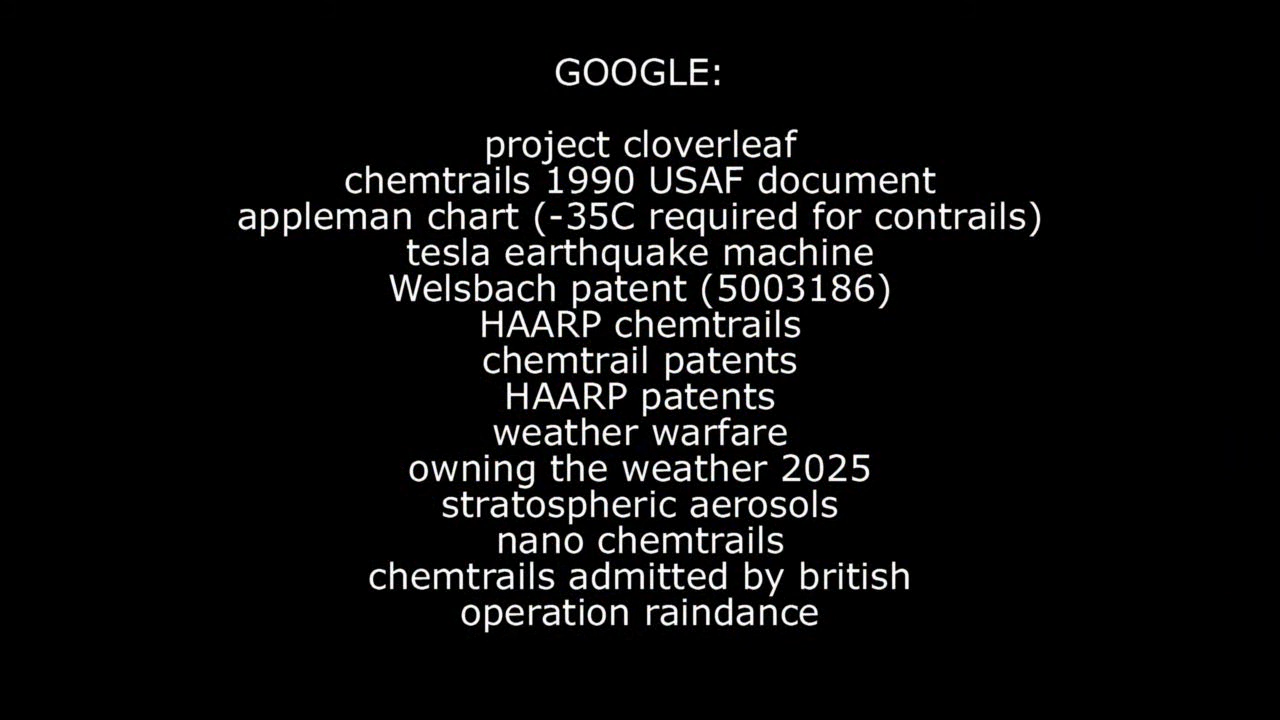 GOOGLE:
project cloverleaf
chemtrails 1990 USAF document
appleman chart (-35C required for contrails)
tesla earthquake machine
Welsbach patent (5003186)
HAARP chemtrails
chemtrail patents
HAARP patents
weather warfare
owning the weather 2025
stratospheric aerosols
nano chemtrails
chemtrails admitted by british
operation raindance